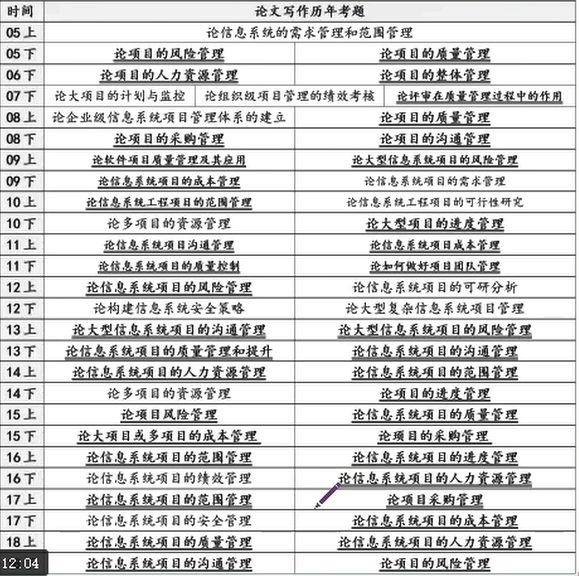 时间 论文写作历年考题
05 上 论信息系统的需求管理和范围管理
05 下 论项目的风险管理 论项目的质量管理
06 下 论项目的人力资源管理 论项目的整体管理
07 下 论大项目的计划与监控 论组织级项目管理的绩效考核 论评审在质量管理过程中的作用
08 上 论企业级信息系统项目管理体系的建立 论项目的质量管理
08 下 论项目的采购管理 论项目的沟通管理
09 上 论软件项目质量管理及其应用 论大型信息系统项目的风险管理
09 下 论信息系统项目的成本管理 论信息系统项目的需求管理
10 上 论信息系统工程项目的范围管理 论信息系统工程项目的可行性研究
10 下 论多项目的资源管理 论大型项目的进度管理
11 上 论信息系统项目沟通管理 论信息系统项目成本管理
11 下 论信息系统项目的质量控制 论如何做好项目团队管理
12 上 论信息系统项目的风险管理 论信息系统项目的可研分析
12 下 论构建信息系统安全策略 论大型复杂信息系统项目管理
13 上 论大型信息系统项目的沟通管理 论大型信息系统项目的风险管理
13 下 论信息系统项目的质量管理和提升 论信息系统项目的沟通管理
14 上 论信息系统项目的人力资源管理 论信息系统项目的范围管理
14 下 论多项目的资源管理 论项目的进度管理
15 上 论项目风险管理 论信息系统项目的质量管理
15 下 论大项目或多项目的成本管理 论项目的采购管理
16 上 论信息系统项目的范围管理 论信息系统项目的进度管理
16 下 论信息系统项目的绩效管理 论信息系统项目的人力资源管理
17 上 论信息系统项目的范围管理 论项目采购管理
17 下 论信息系统项目的安全管理 论信息系统项目的成本管理
18 上 论信息系统项目的质量管理 论信息系统项目的人力资源管理
12:04 论信息系统项目的沟通管理 论项目的风险管理